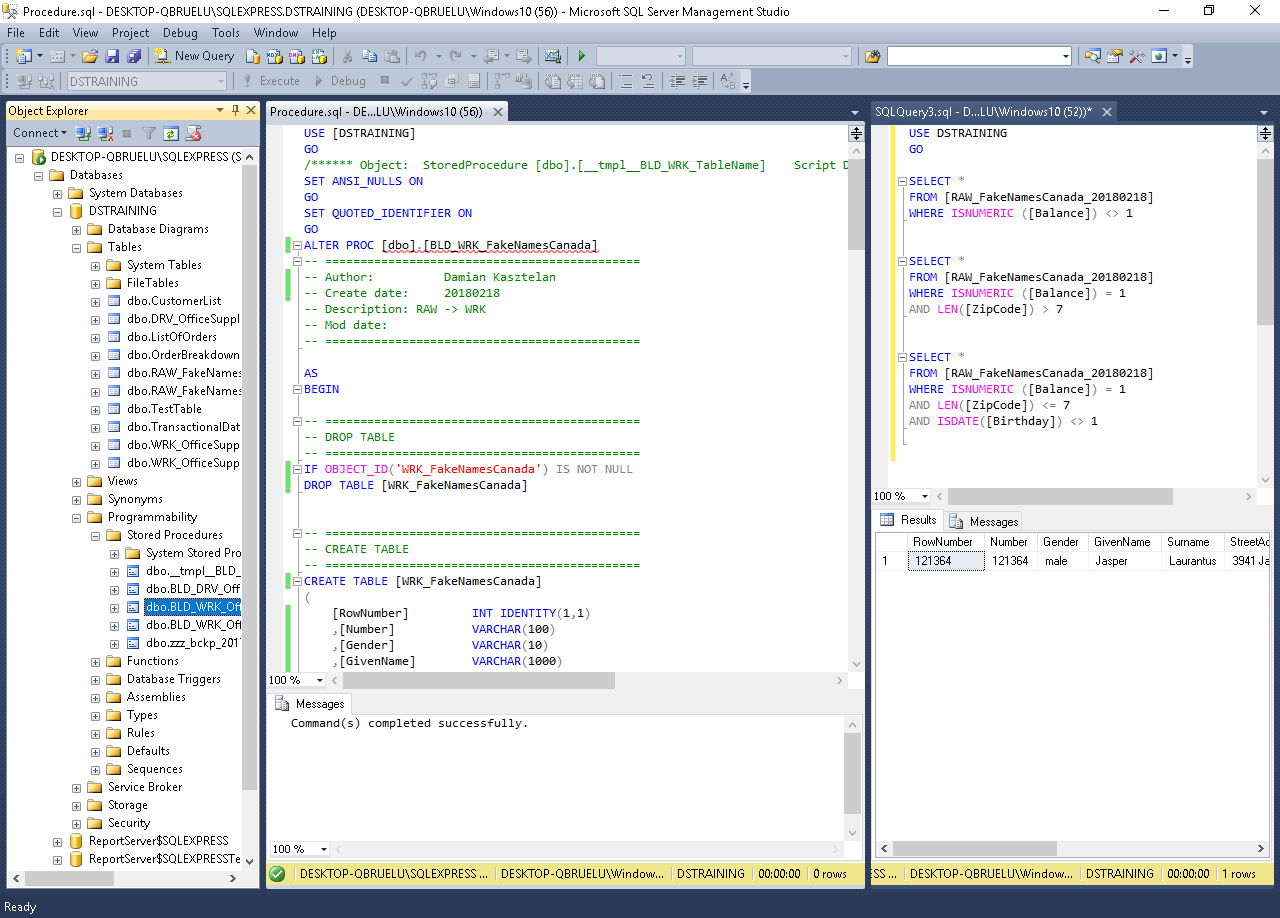 Procedure.sql - DESKTOP-QBRUELU\SQLEXPRESS.DSTRAINING (DESKTOP-QBRUELU\Windows10 (56)) - Microsoft SQL Server Management Studio
File Edit View Project Debug Tools Window Help
New Query
DSTRAINING Execute Debug
Object Explorer
Connect
DESKTOP-QBRUELU\SQLEXPRESS (S
Databases
System Databases
DSTRAINING
Database Diagrams
Tables
System Tables
FileTables
dbo.CustomerList
dbo.DRV_OfficeSuppl
dbo.ListOfOrders
dbo.OrderBreakdown
dbo.RAW_FakeNames
dbo.RAW_FakeNames
dbo.TestTable
dbo.TransactionalDat
dbo.WRK_OfficeSupp
dbo.WRK_OfficeSupp
Views
Synonyms
Programmability
Stored Procedures
System Stored Pro
dbo.__tmpl__BLD_
dbo.BLD_DRV_Off
dbo.BLD_WRK_Off
dbo.BLD_WRK_Off
dbo.zzz_bckp_2017
Functions
Database Triggers
Assemblies
Types
Rules
Defaults
Sequences
Service Broker
Storage
Security
ReportServer$SQLEXPRESS
ReportServer$SQLEXPRESSTe
Procedure.sql - DE...LU\Windows10 (56))
USE [DSTRAINING]
GO
/****** Object:  StoredProcedure [dbo].[__tmpl__BLD_WRK_TableName]    Script D
SET ANSI_NULLS ON
GO
SET QUOTED_IDENTIFIER ON
GO
ALTER PROC [dbo].[BLD_WRK_FakeNamesCanada]
-- =============================================
-- Author:          Damian Kasztelan
-- Create date:     20180218
-- Description: RAW -> WRK
-- Mod date:
-- =============================================
AS
BEGIN
-- =============================================
-- DROP TABLE
-- =============================================
IF OBJECT_ID('WRK_FakeNamesCanada') IS NOT NULL
DROP TABLE [WRK_FakeNamesCanada]
-- =============================================
-- CREATE TABLE
-- =============================================
CREATE TABLE [WRK_FakeNamesCanada]
(
[RowNumber]         INT IDENTITY(1,1)
,[Number]           VARCHAR(100)
,[Gender]           VARCHAR(10)
,[GivenName]        VARCHAR(1000)
100 %
Messages
Command(s) completed successfully.
100 %
DESKTOP-QBRUELU\SQLEXPRESS ... DESKTOP-QBRUELU\Window... DSTRAINING 00:00:00 0 rows
SQLQuery3.sql - D...LU\Windows10 (52))*
USE DSTRAINING
GO
SELECT *
FROM [RAW_FakeNamesCanada_20180218]
WHERE ISNUMERIC ([Balance]) <> 1
SELECT *
FROM [RAW_FakeNamesCanada_20180218]
WHERE ISNUMERIC ([Balance]) = 1
AND LEN([ZipCode]) > 7
SELECT *
FROM [RAW_FakeNamesCanada_20180218]
WHERE ISNUMERIC ([Balance]) = 1
AND LEN([ZipCode]) <= 7
AND ISDATE([Birthday]) <> 1
100 %
Results Messages
RowNumber Number Gender GivenName Surname StreetAc
1 121364 121364 male Jasper Laurantus 3941 Ja
ESS ... DESKTOP-QBRUELU\Window... DSTRAINING 00:00:00 1 rows
Ready